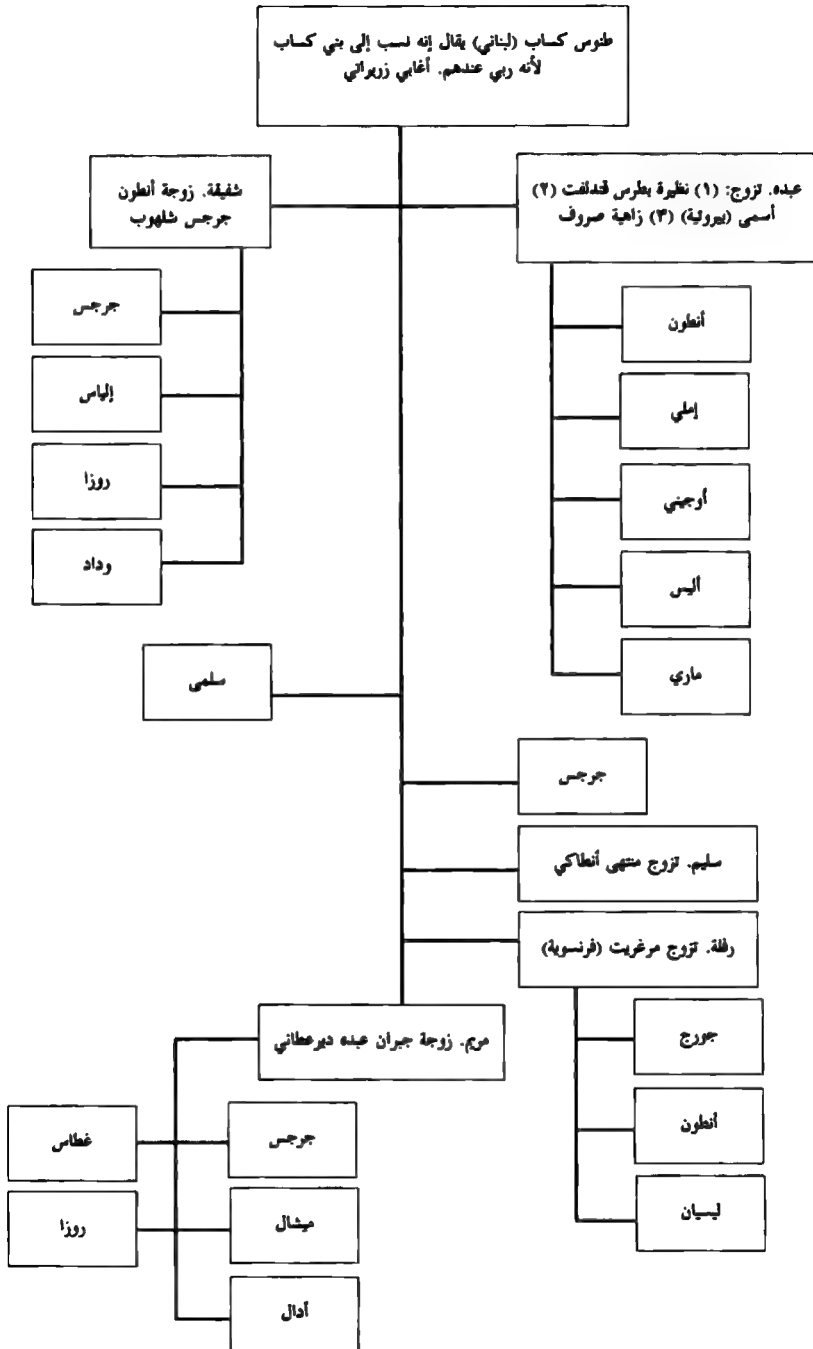 طنوس كساب (لبناني) يقال إنه نسب إلى بني كساب
لأنه ربي عندهم. أغابي زريراتي
عبده. تزوج: (١) نظيرة بطرس قندلفت (٢)
أسمى (بيروتية) (٣) زاهية صروف
شفيقة. زوجة أنطون
جرجس شلهوب
أنطون
إملي
أوجيني
أليس
ماري
جرجس
إلياس
روزا
وداد
سلمى
جرجس
سليم. تزوج منتهى أنطاكي
رفلة. تزوج مرغريت (فرنسوية)
جورج
أنطون
ليسيان
مريم. زوجة جبران عبده ديرعطاني
جرجس
غطاس
ميشال
روزا
أدال